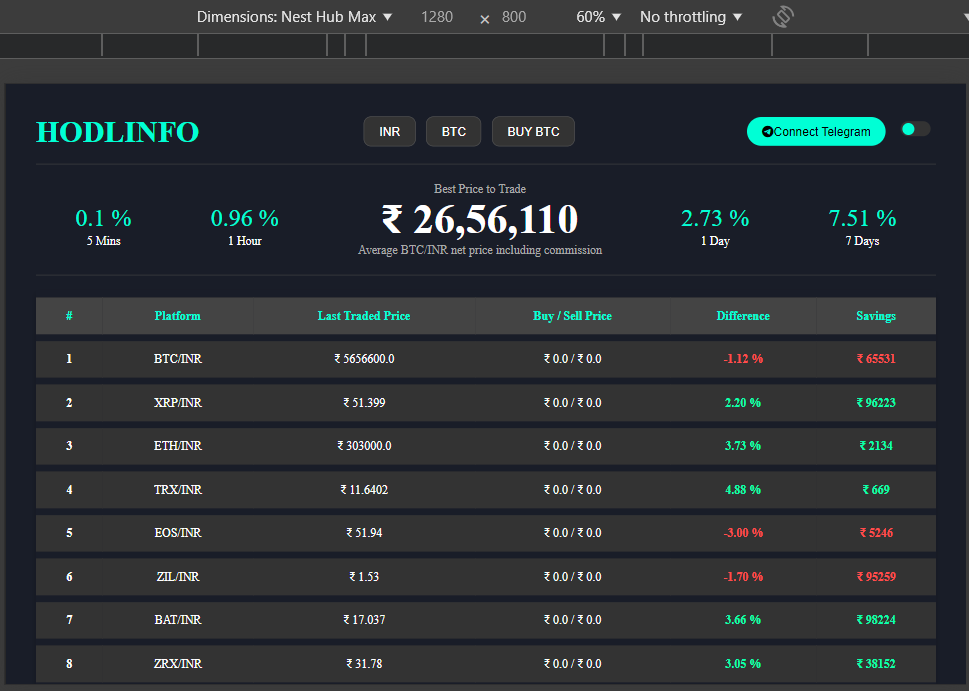 Dimensions: Nest Hub Max ▼ 1280 × 800 60% ▼ No throttling ▼
HODLINFO INR BTC BUY BTC Connect Telegram
Best Price to Trade
0.1 % 0.96 % ₹ 26,56,110 2.73 % 7.51 %
5 Mins 1 Hour Average BTC/INR net price including commission 1 Day 7 Days
# Platform Last Traded Price Buy / Sell Price Difference Savings
1 BTC/INR ₹ 5656600.0 ₹ 0.0 / ₹ 0.0 -1.12 % ₹ 65531
2 XRP/INR ₹ 51.399 ₹ 0.0 / ₹ 0.0 2.20 % ₹ 96223
3 ETH/INR ₹ 303000.0 ₹ 0.0 / ₹ 0.0 3.73 % ₹ 2134
4 TRX/INR ₹ 11.6402 ₹ 0.0 / ₹ 0.0 4.88 % ₹ 669
5 EOS/INR ₹ 51.94 ₹ 0.0 / ₹ 0.0 -3.00 % ₹ 5246
6 ZIL/INR ₹ 1.53 ₹ 0.0 / ₹ 0.0 -1.70 % ₹ 95259
7 BAT/INR ₹ 17.037 ₹ 0.0 / ₹ 0.0 3.66 % ₹ 98224
8 ZRX/INR ₹ 31.78 ₹ 0.0 / ₹ 0.0 3.05 % ₹ 38152